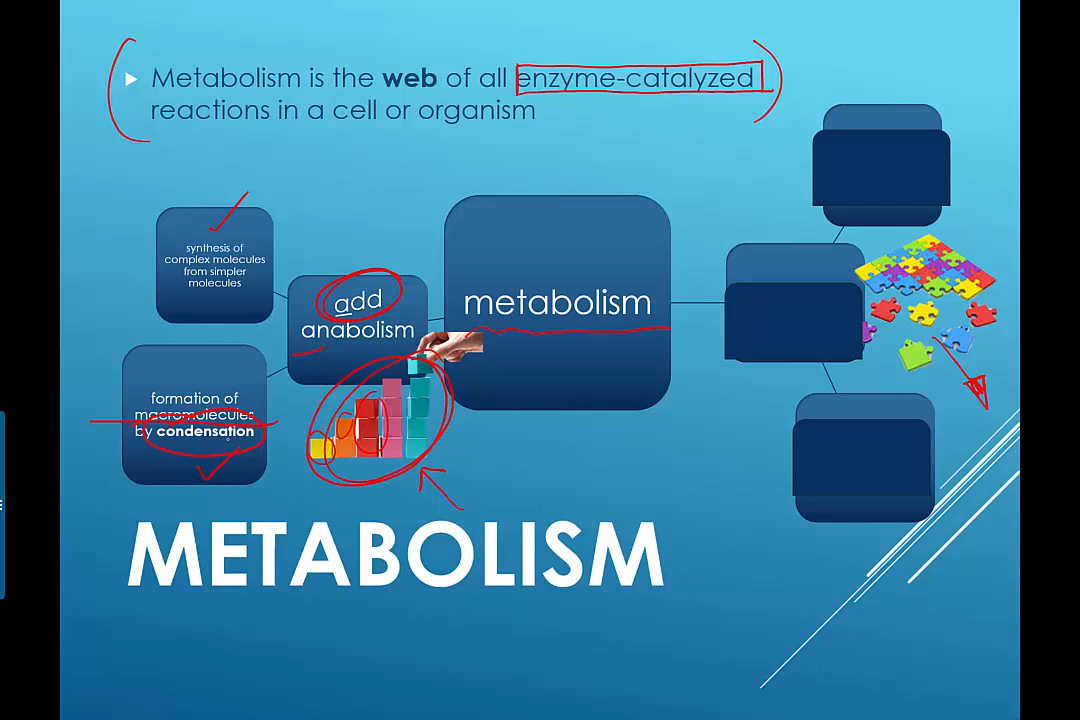 Metabolism is the web of all enzyme-catalyzed
reactions in a cell or organism
synthesis of
complex molecules
from simpler
molecules
add
anabolism
metabolism
formation of
macromolecules
by condensation
METABOLISM